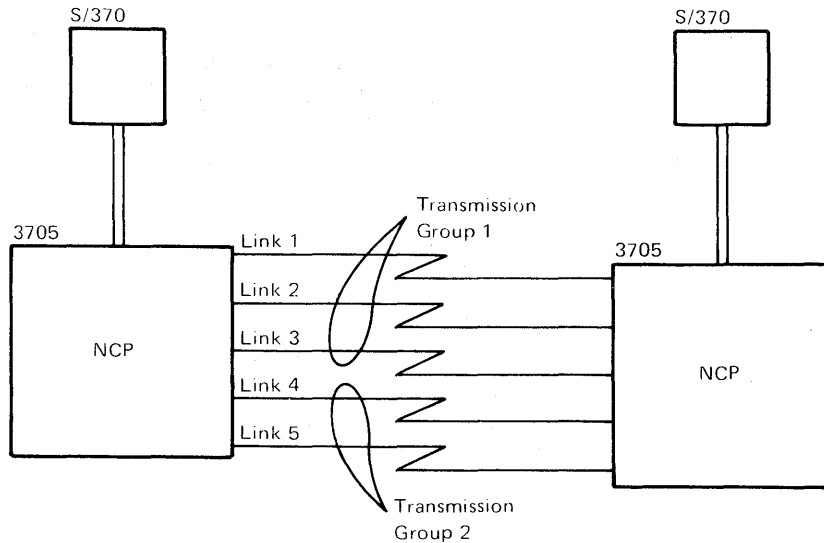 S/370
S/370
Transmission
Group 1
3705
3705
Link 1
Link 2
Link 3
NCP
NCP
Link 4
Link 5
Transmission
Group 2